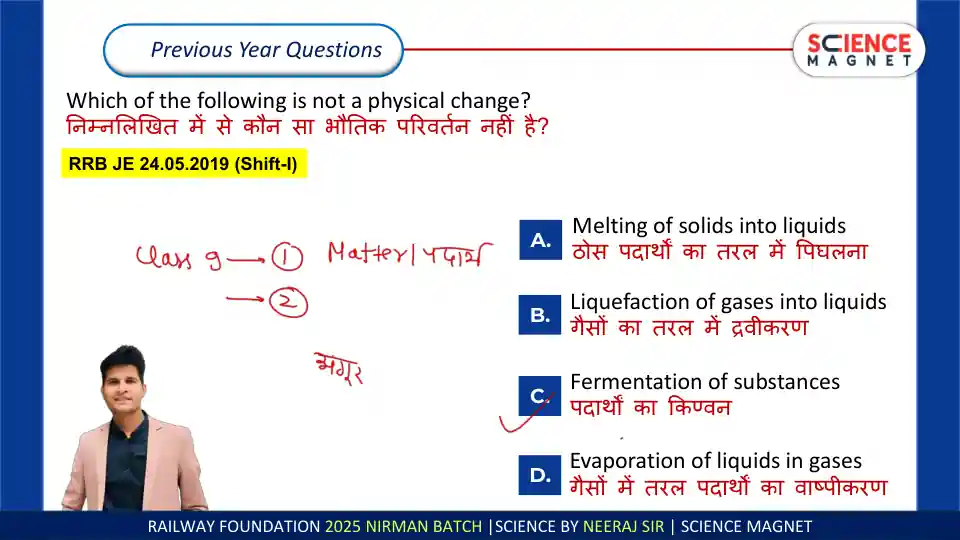 Previous Year Questions
SCIENCE
MAGNET
Which of the following is not a physical change?
निम्नलिखित में से कौन सा भौतिक परिवर्तन नहीं है?
RRB JE 24.05.2019 (Shift-I)
Class 9 → ① Matter/पदार्थ
→ ②
अंगूर
A. Melting of solids into liquids
ठोस पदार्थों का तरल में पिघलना
B. Liquefaction of gases into liquids
गैसों का तरल में द्रवीकरण
C. Fermentation of substances
पदार्थों का किण्वन
D. Evaporation of liquids in gases
गैसों में तरल पदार्थों का वाष्पीकरण
RAILWAY FOUNDATION 2025 NIRMAN BATCH |SCIENCE BY NEERAJ SIR | SCIENCE MAGNET